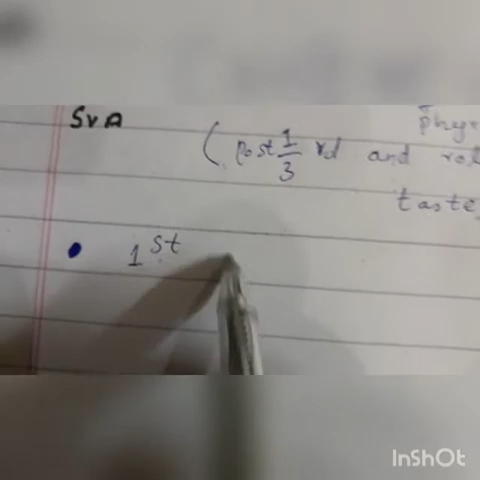 SVA
(post 1/3 rd and
taste
• 1st
InShOt